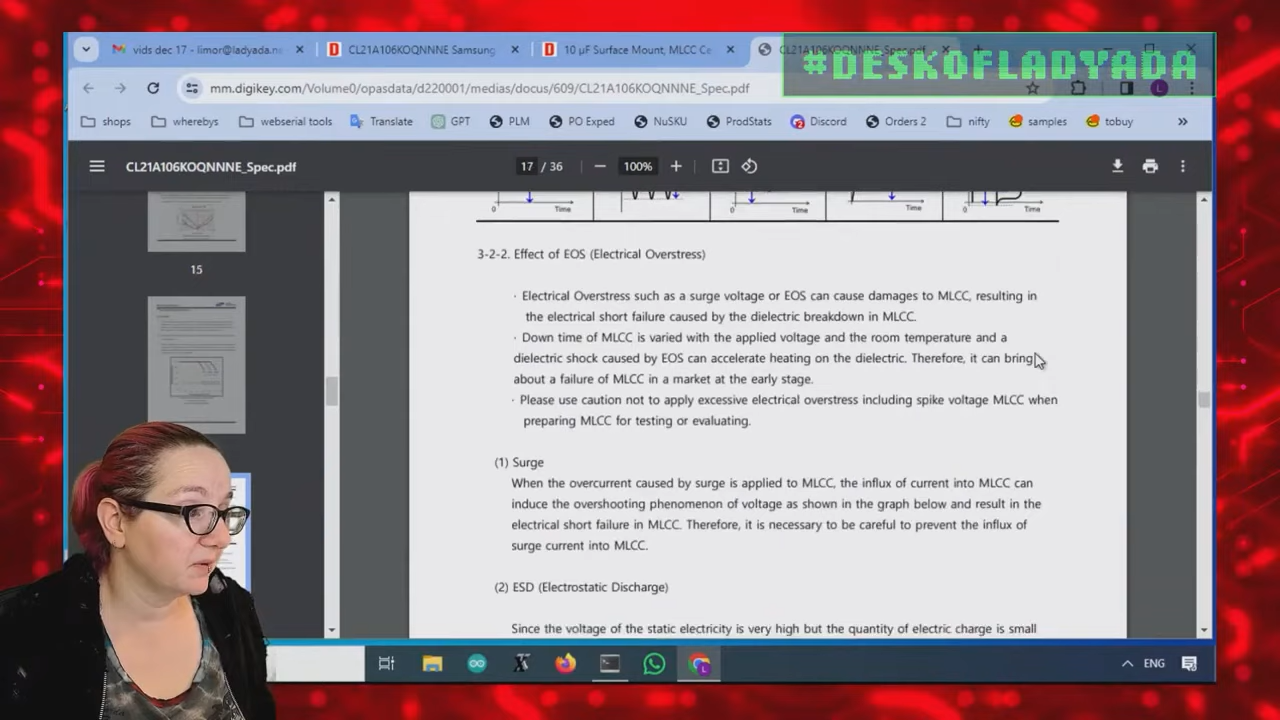 #DESKOFLADYADA
vids dec 17 - limor@ladyada.n
CL21A106KOQNNNE Samsung
10 µF Surface Mount, MLCC Ce
CL21A106KOQNNNE_Spec.pdf
mm.digikey.com/Volume0/opasdata/d220001/medias/docus/609/CL21A106KOQNNNE_Spec.pdf
shops
wherebys
webserial tools
Translate
GPT
PLM
PO Exped
NuSKU
ProdStats
Discord
Orders 2
nifty
samples
tobuy
CL21A106KOQNNNE_Spec.pdf
17 / 36
100%
0 Time
Time
0 Time
Time
0 Time
15
3-2-2. Effect of EOS (Electrical Overstress)
· Electrical Overstress such as a surge voltage or EOS can cause damages to MLCC, resulting in
the electrical short failure caused by the dielectric breakdown in MLCC.
· Down time of MLCC is varied with the applied voltage and the room temperature and a
dielectric shock caused by EOS can accelerate heating on the dielectric. Therefore, it can bring
about a failure of MLCC in a market at the early stage.
· Please use caution not to apply excessive electrical overstress including spike voltage MLCC when
preparing MLCC for testing or evaluating.
(1) Surge
When the overcurrent caused by surge is applied to MLCC, the influx of current into MLCC can
induce the overshooting phenomenon of voltage as shown in the graph below and result in the
electrical short failure in MLCC. Therefore, it is necessary to be careful to prevent the influx of
surge current into MLCC.
(2) ESD (Electrostatic Discharge)
Since the voltage of the static electricity is very high but the quantity of electric charge is small
ENG